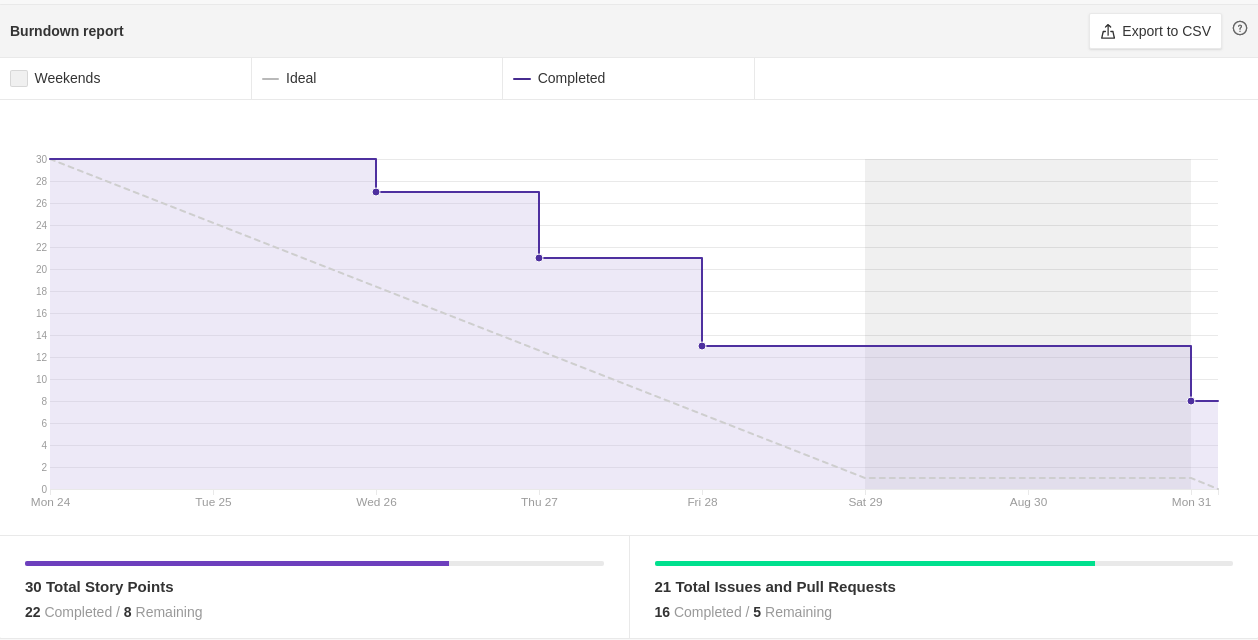 Burndown report
Export to CSV
Weekends
Ideal
Completed
30
28
26
24
22
20
18
16
14
12
10
8
6
4
2
0
Mon 24 Tue 25 Wed 26 Thu 27 Fri 28 Sat 29 Aug 30 Mon 31
30 Total Story Points
22 Completed / 8 Remaining
21 Total Issues and Pull Requests
16 Completed / 5 Remaining